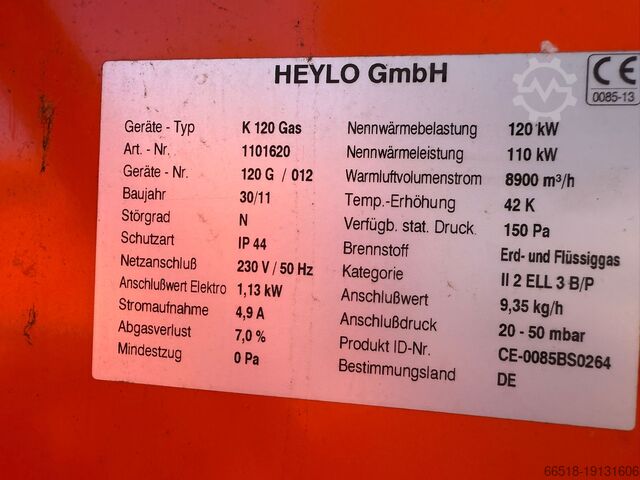 HEYLO GmbH
CE
0085-13
Geräte - Typ K 120 Gas
Art. - Nr. 1101620
Geräte - Nr. 120 G / 012
Baujahr 30/11
Störgrad N
Schutzart IP 44
Netzanschluß 230 V / 50 Hz
Anschlußwert Elektro 1,13 kW
Stromaufnahme 4,9 A
Abgasverlust 7,0 %
Mindestzug 0 Pa
Nennwärmebelastung 120 kW
Nennwärmeleistung 110 kW
Warmluftvolumenstrom 8900 m³/h
Temp.-Erhöhung 42 K
Verfügb. stat. Druck. 150 Pa
Brennstoff Erd- und Flüssiggas
Kategorie II 2 ELL 3 B/P
Anschlußwert 9,35 kg/h
Anschlußdruck 20 - 50 mbar
Produkt ID-Nr. CE-0085BS0264
Bestimmungsland DE
66518-19131606